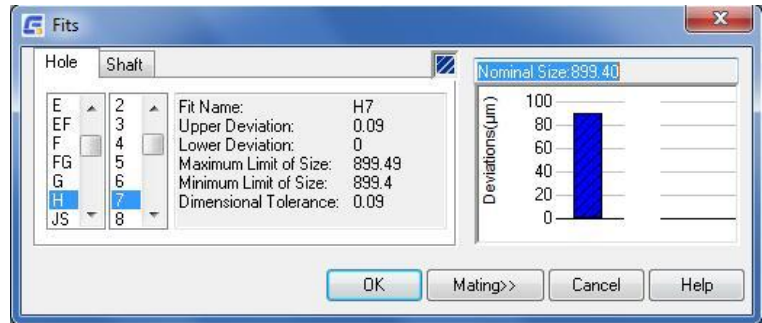 Fits
Hole Shaft
E
EF
F
FG
G
H
JS
2
3
4
5
6
7
8
Fit Name: H7
Upper Deviation: 0.09
Lower Deviation: 0
Maximum Limit of Size: 899.49
Minimum Limit of Size: 899.4
Dimensional Tolerance: 0.09
Nominal Size:899.40
Deviations(μm)
100
80
60
40
20
0
OK Mating>> Cancel Help